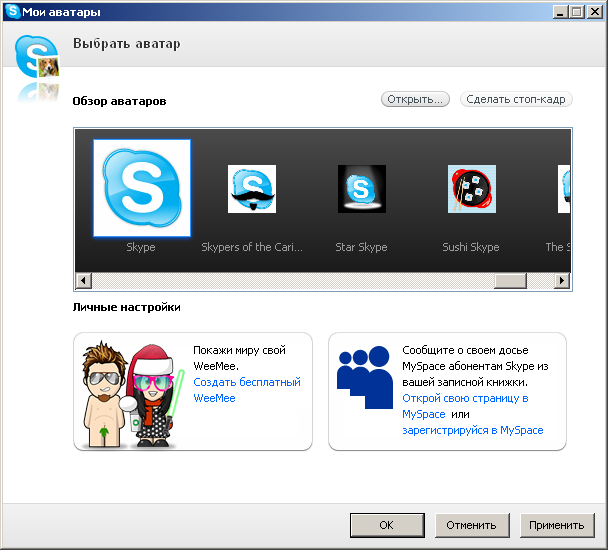 Мои аватары
Выбрать аватар
Обзор аватаров
Открыть...
Сделать стоп-кадр
Skype
Skypers of the Cari...
Star Skype
Sushi Skype
The S
Личные настройки
Покажи миру свой
WeeMee.
Создать бесплатный
WeeMee
Сообщите о своем досье
MySpace абонентам Skype из
вашей записной книжки.
Открой свою страницу в
MySpace или
зарегистрируйся в MySpace
OK
Отменить
Применить